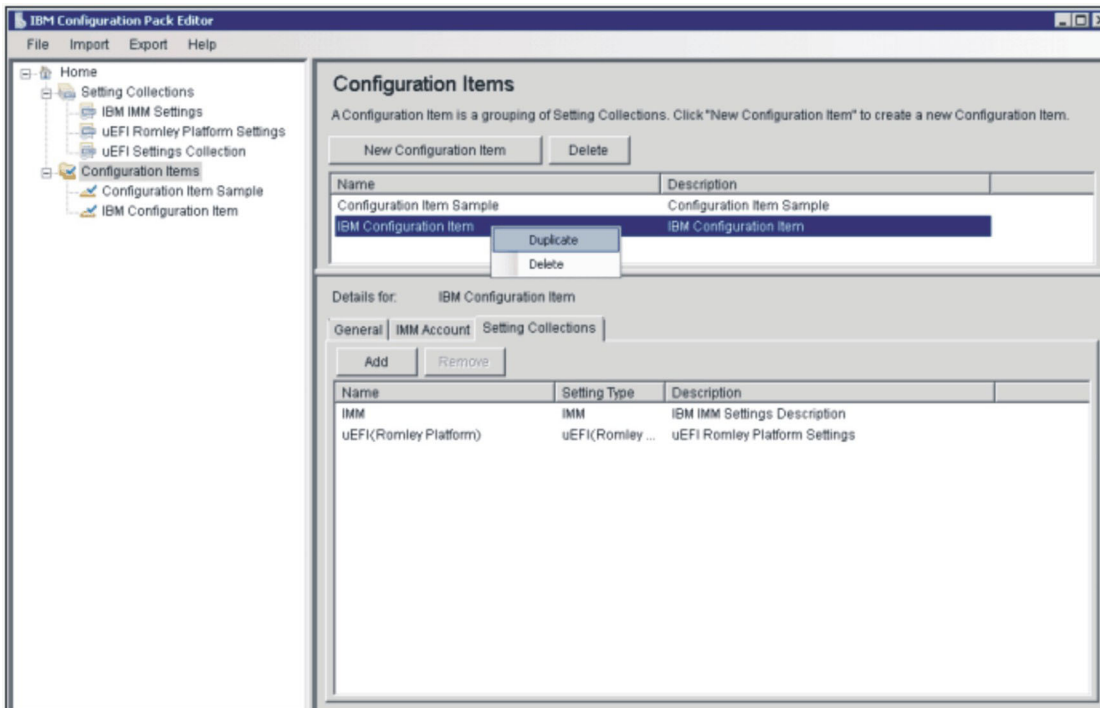 IBM Configuration Pack Editor
File Import Export Help
Home
Setting Collections
IBM IMM Settings
uEFI Romley Platform Settings
uEFI Settings Collection
Configuration Items
Configuration Item Sample
IBM Configuration Item
Configuration Items
A Configuration Item is a grouping of Setting Collections. Click "New Configuration Item" to create a new Configuration Item.
New Configuration Item Delete
Name Description
Configuration Item Sample Configuration Item Sample
IBM Configuration Item IBM Configuration Item
Duplicate
Delete
Details for: IBM Configuration Item
General IMM Account Setting Collections
Add Remove
Name Setting Type Description
IMM IMM IBM IMM Settings Description
uEFI(Romley Platform) uEFI(Romley ... uEFI Romley Platform Settings